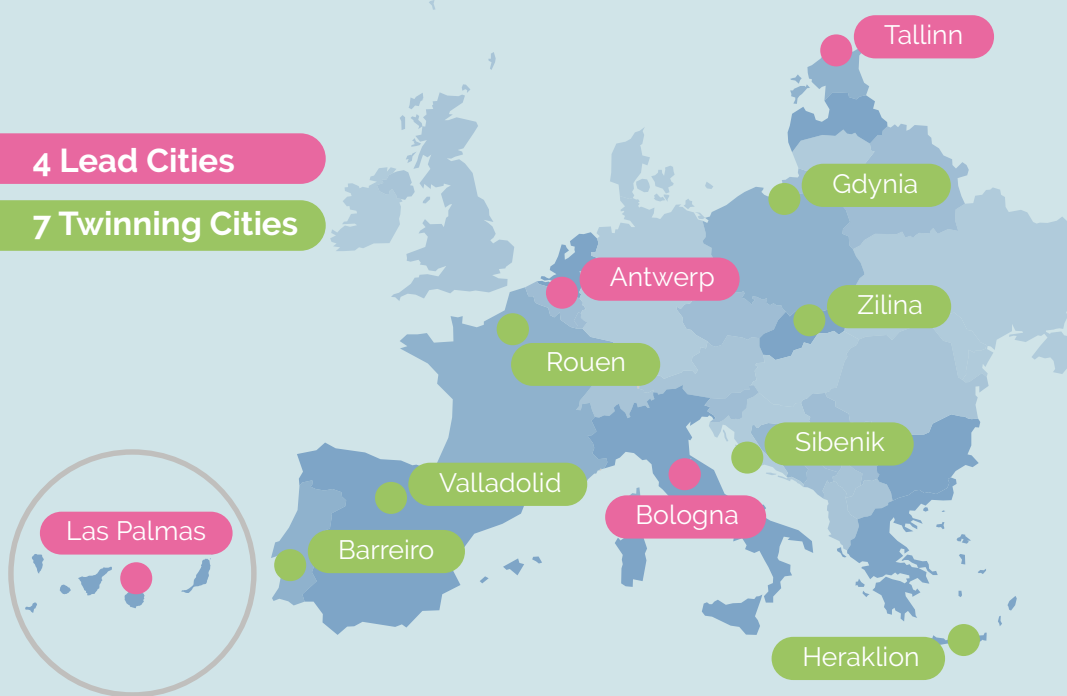 Tallinn
4 Lead Cities
Gdynia
7 Twinning Cities
Antwerp
Zilina
Rouen
Sibenik
Valladolid
Las Palmas
Bologna
Barreiro
Heraklion